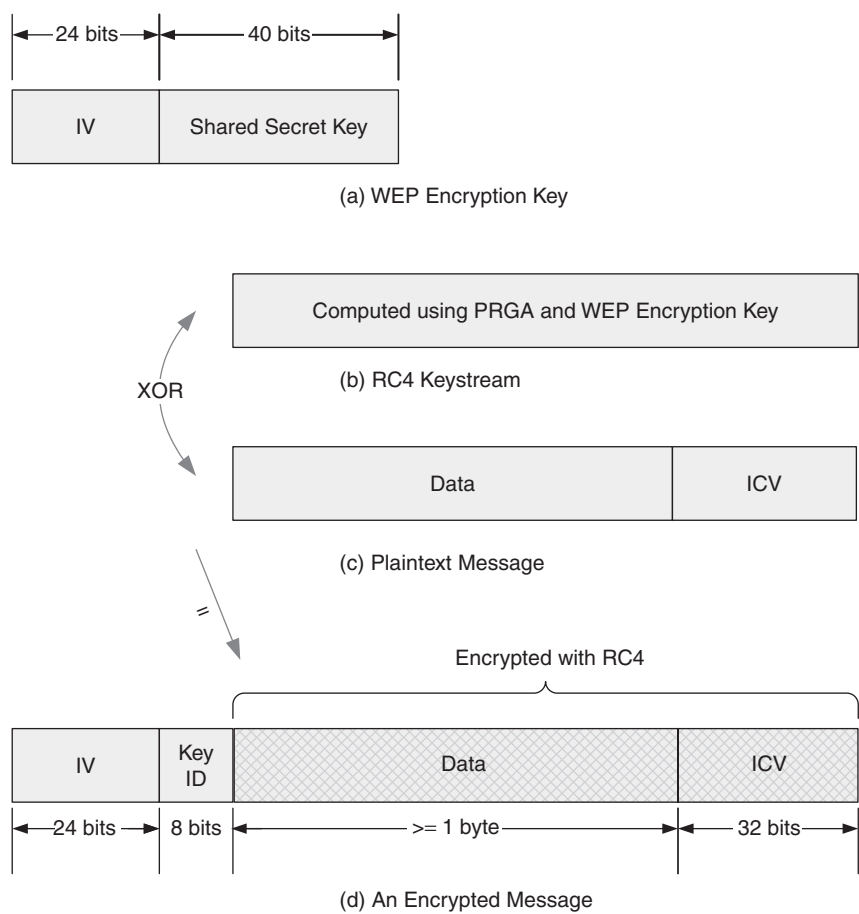 24 bits
40 bits
IV
Shared Secret Key
(a) WEP Encryption Key
Computed using PRGA and WEP Encryption Key
(b) RC4 Keystream
XOR
Data
ICV
(c) Plaintext Message
=
Encrypted with RC4
IV
Key
ID
Data
ICV
24 bits
8 bits
>= 1 byte
32 bits
(d) An Encrypted Message